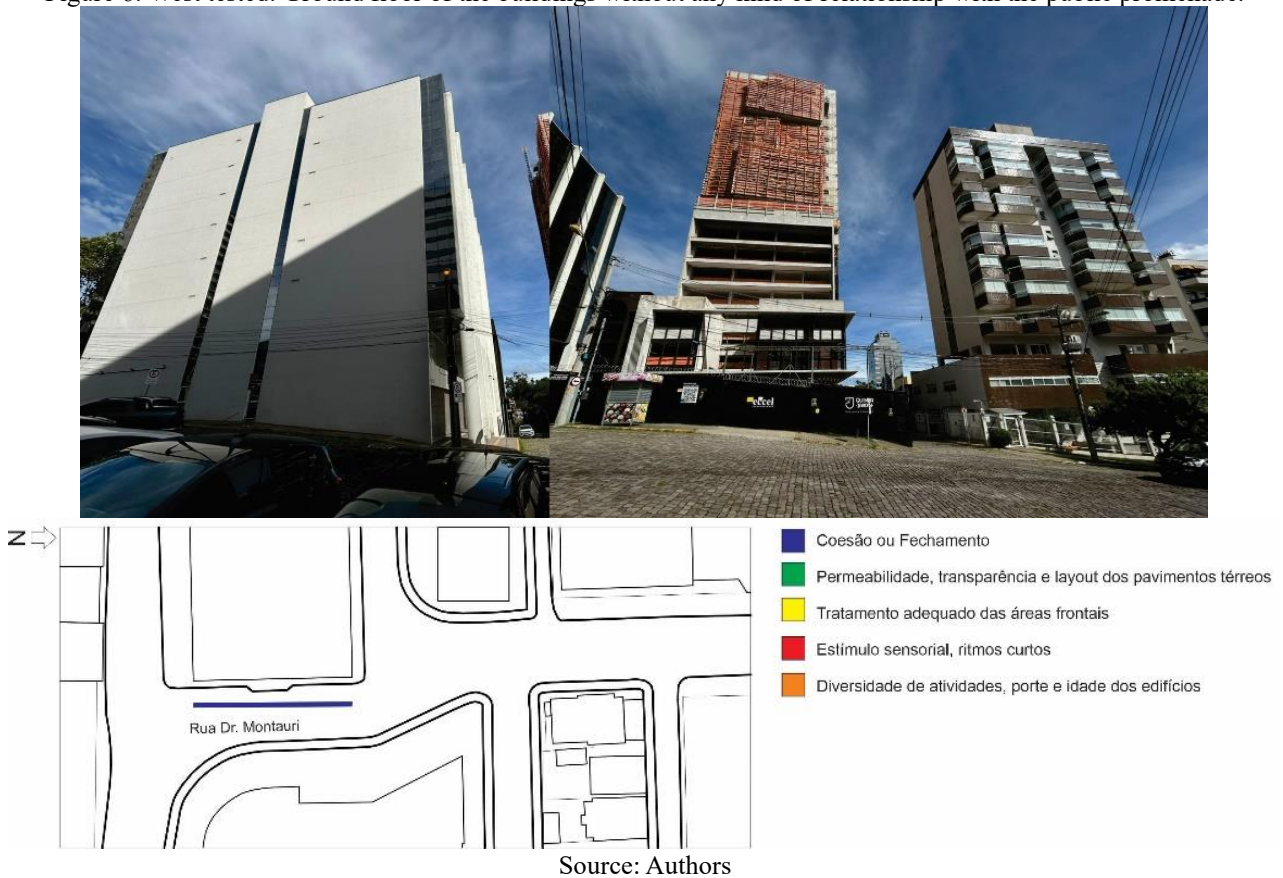 Figure 6: West tested. Ground floor of the buildings without any kind of relationship with the public promenade.
eccel
N
Coesão ou Fechamento
Permeabilidade, transparência e layout dos pavimentos térreos
Tratamento adequado das áreas frontais
Estímulo sensorial, ritmos curtos
Diversidade de atividades, porte e idade dos edifícios
Rua Dr. Montauri
Source: Authors